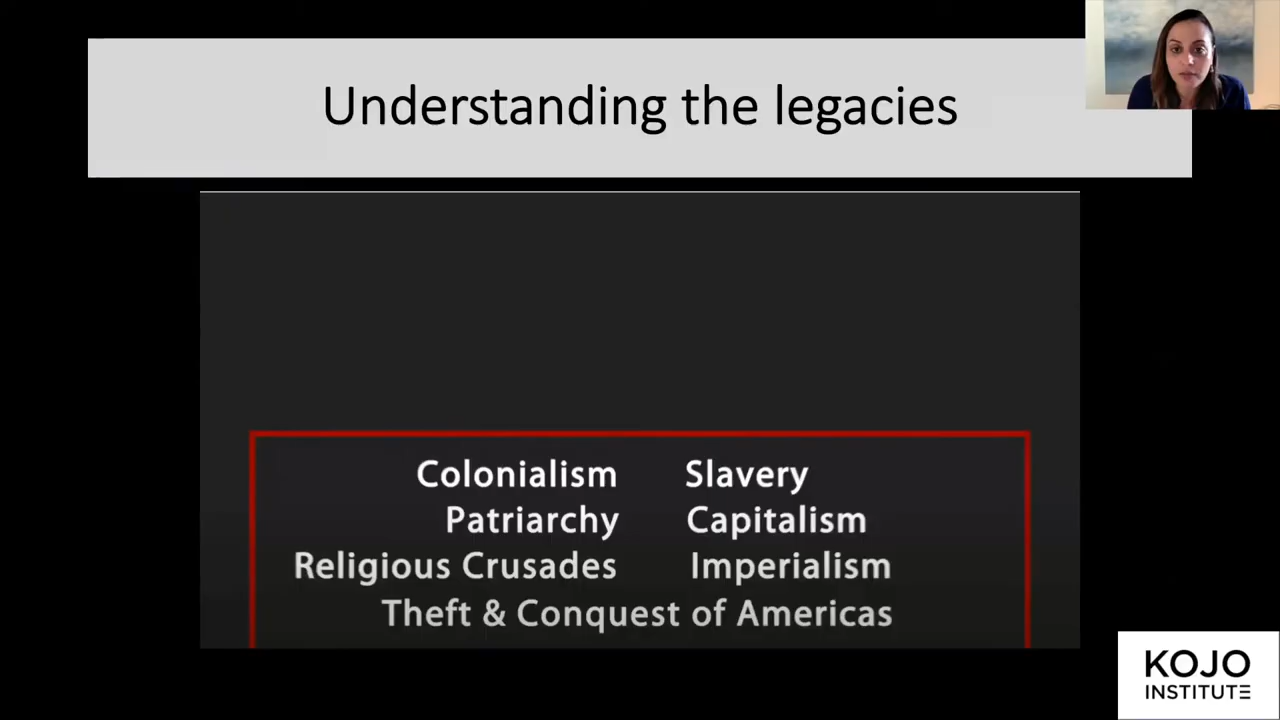 Understanding the legacies
Colonialism Slavery
Patriarchy Capitalism
Religious Crusades Imperialism
Theft & Conquest of Americas
KOJO
INSTITUTE